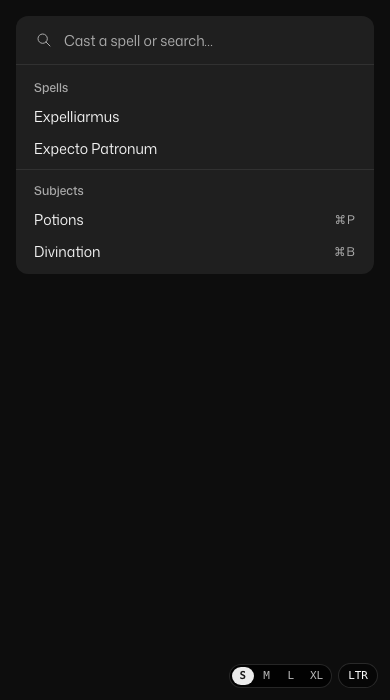 Cast a spell or search...
Spells
Expelliarmus
Expecto Patronum
Subjects
Potions ⌘P
Divination ⌘B
S M L XL LTR